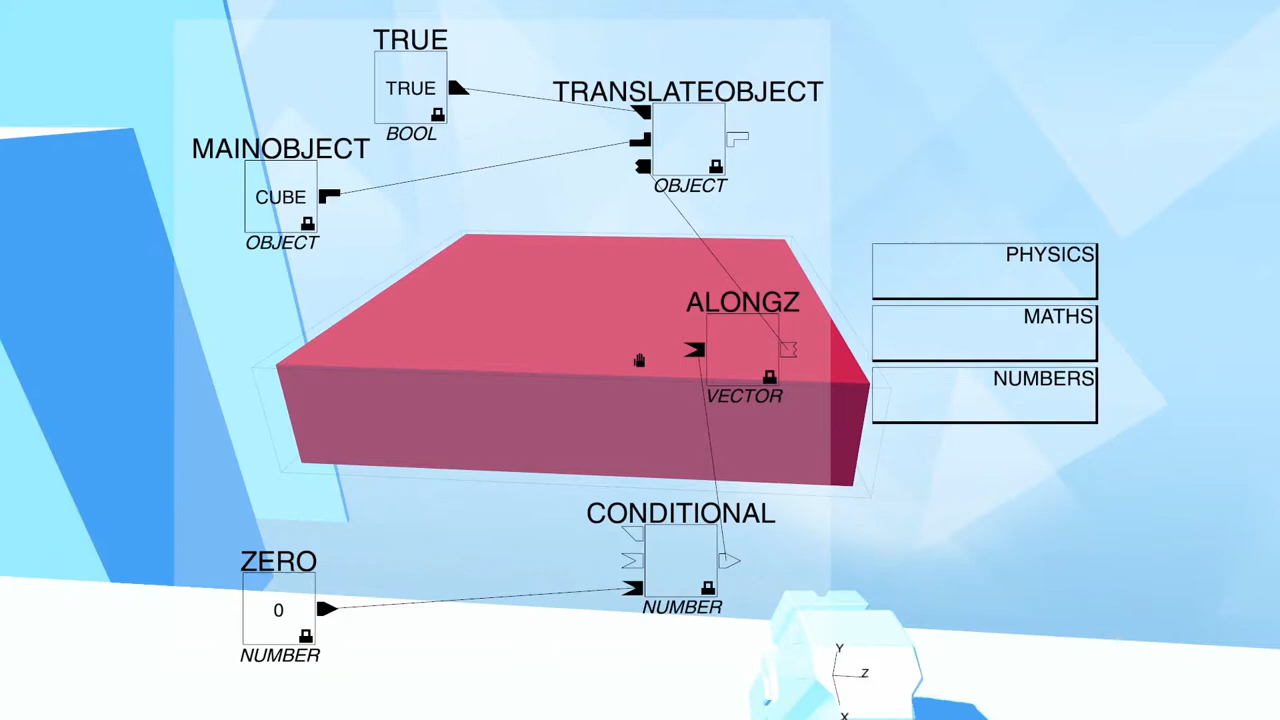 TRUE
TRUE
BOOL
TRANSLATEOBJECT
OBJECT
MAINOBJECT
CUBE
OBJECT
PHYSICS
MATHS
NUMBERS
ALONGZ
VECTOR
CONDITIONAL
NUMBER
ZERO
0
NUMBER
Y
Z
X